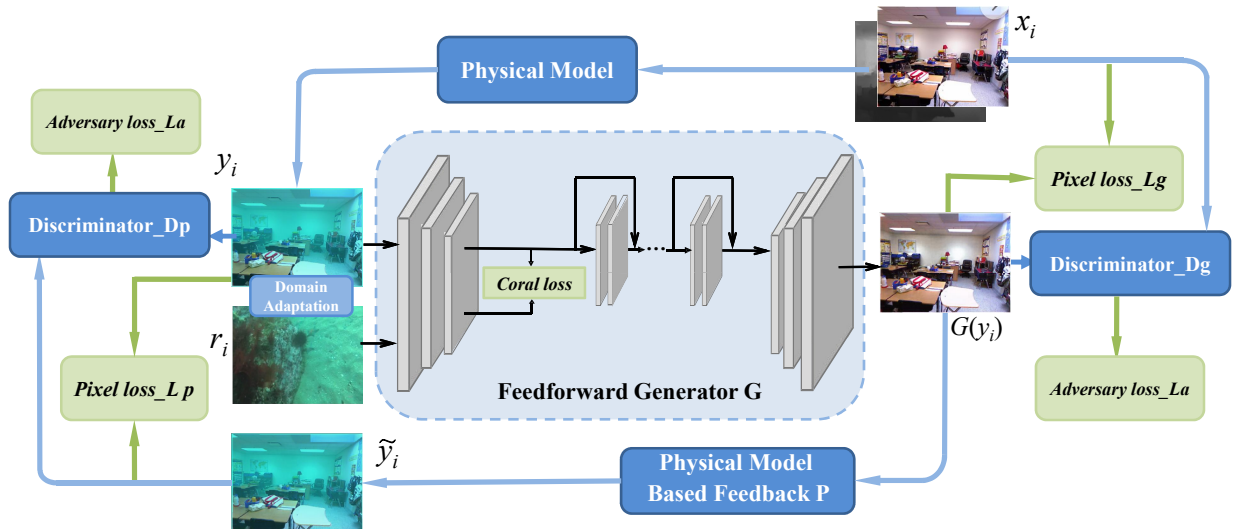 x_i
Physical Model
Adversary loss_La
y_i
Pixel loss_Lg
Discriminator_Dp
Discriminator_Dg
Coral loss
Domain
Adaptation
r_i
G(y_i)
Pixel loss_L p
Feedforward Generator G
Adversary loss_La
ỹ_i
Physical Model
Based Feedback P